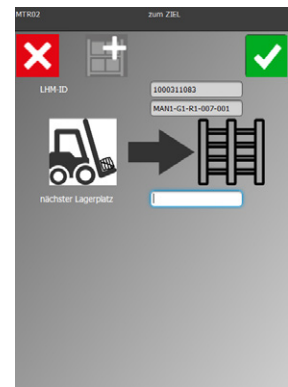 MTR02 zum ZIEL
LHM-ID 1000311083
MAN1-G1-R1-007-001
nächster Lagerplatz